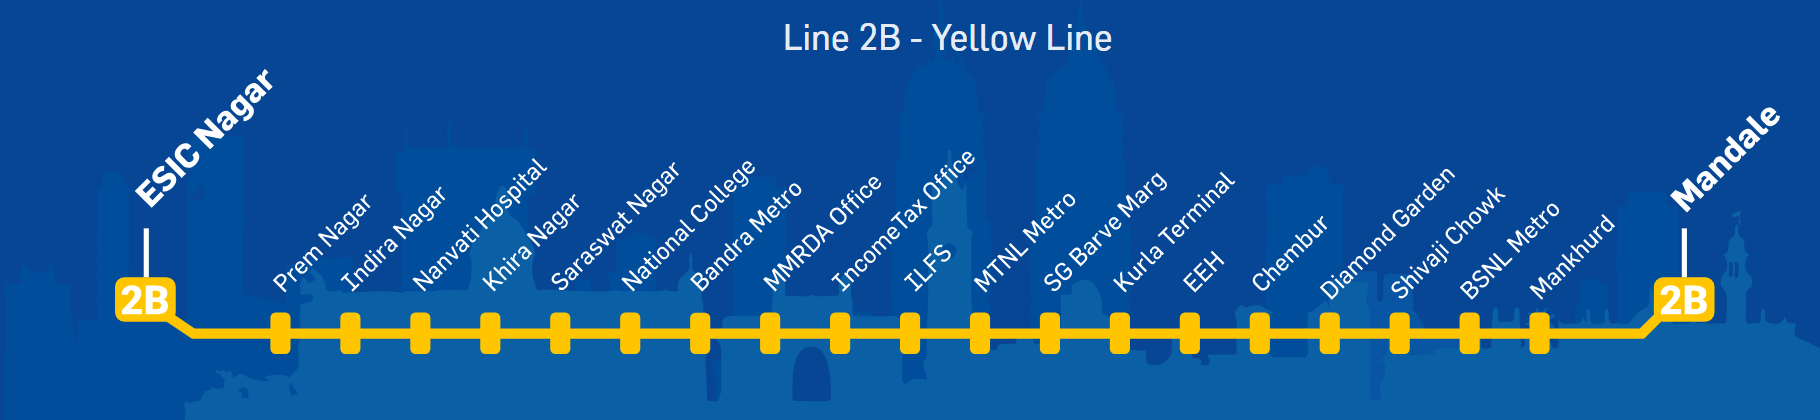 Line 2B - Yellow Line
ESIC Nagar
2B
Prem Nagar
Indira Nagar
Nanvati Hospital
Khira Nagar
Saraswat Nagar
National College
Bandra Metro
MMRDA Office
Income Tax Office
ILFS
MTNL Metro
SG Barve Marg
Kurla Terminal
EEH
Chembur
Diamond Garden
Shivaji Chowk
BSNL Metro
Mankhurd
Mandale
2B